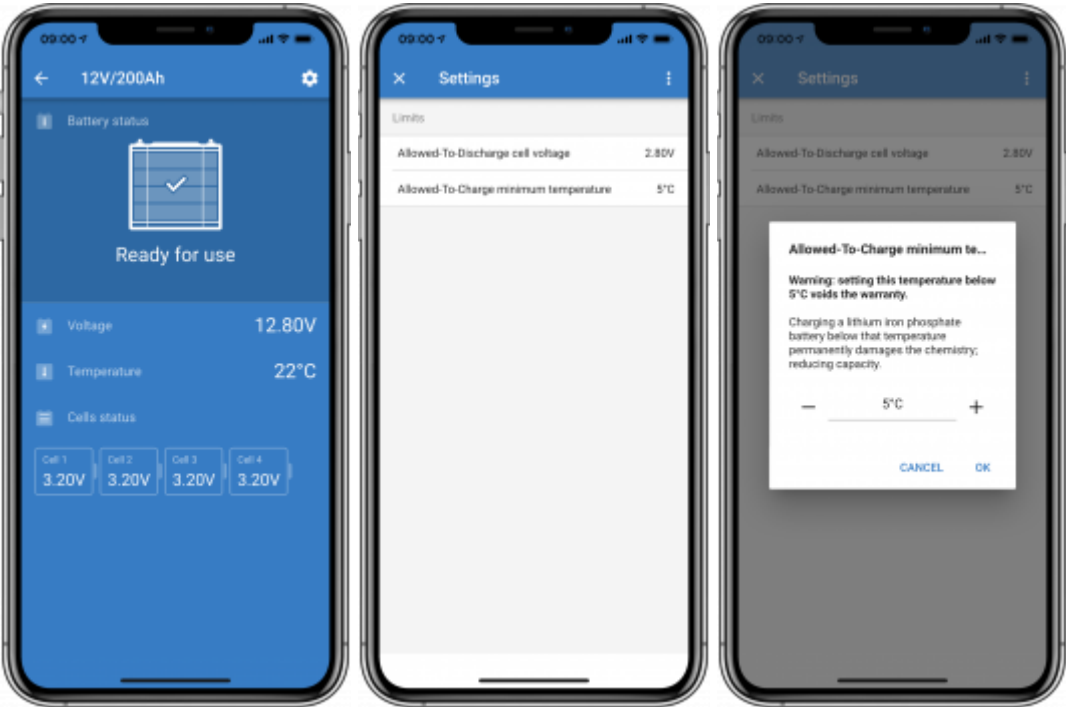 09:00
12V/200Ah
Battery status
Ready for use
Voltage 12.80V
Temperature 22°C
Cells status
Cell 1 Cell 2 Cell 3 Cell 4
3.20V 3.20V 3.20V 3.20V
09:00
Settings
Limits
Allowed-To-Discharge cell voltage 2.80V
Allowed-To-Charge minimum temperature 5°C
09:00
Settings
Limits
Allowed-To-Discharge cell voltage 2.80V
Allowed-To-Charge minimum temperature 5°C
Allowed-To-Charge minimum te...
Warning: setting this temperature below
5°C voids the warranty.
Charging a lithium iron phosphate
battery below that temperature
permanently damages the chemistry;
reducing capacity.
− 5°C +
CANCEL OK